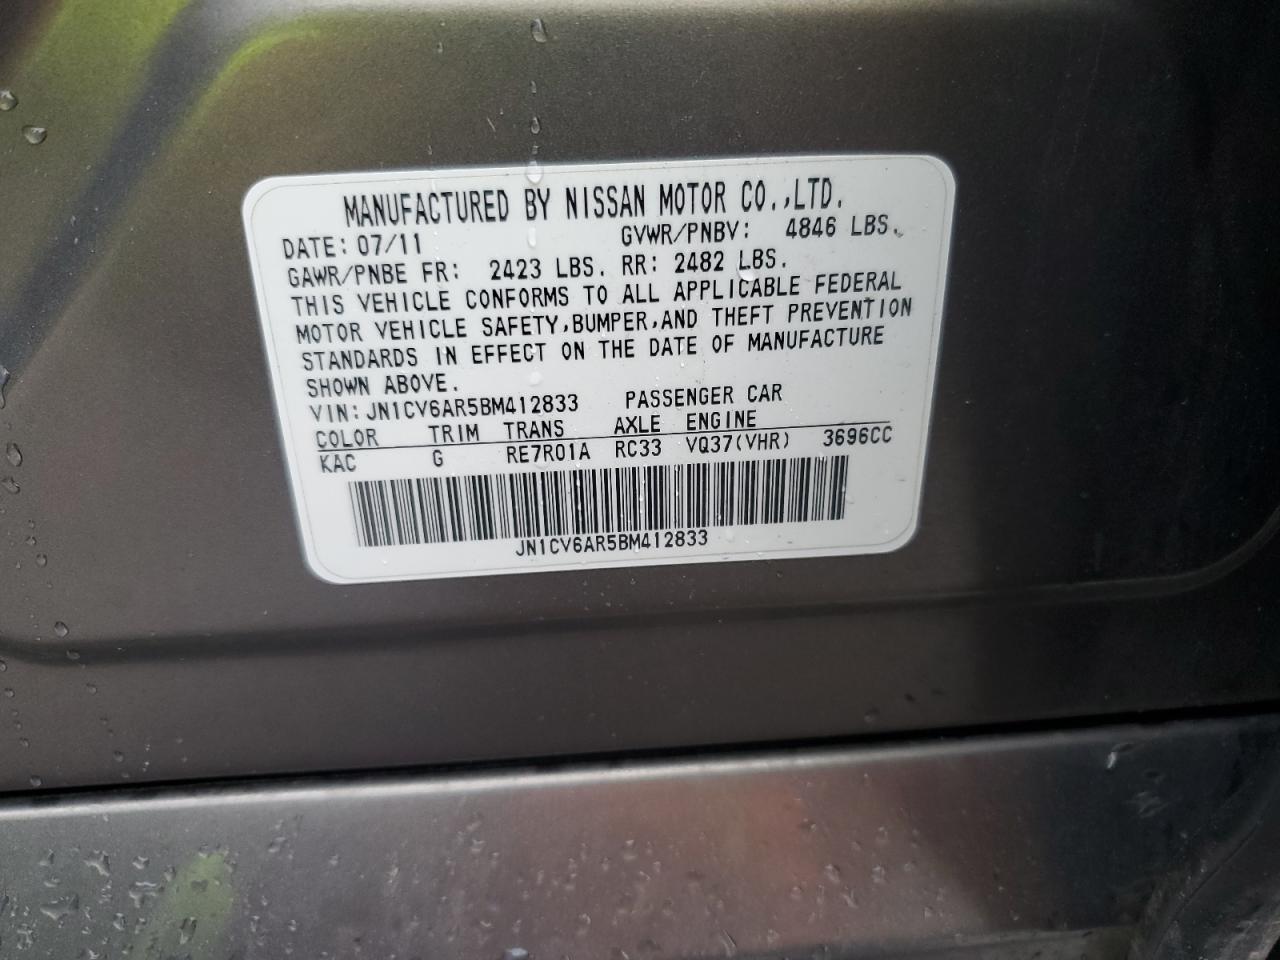 MANUFACTURED BY NISSAN MOTOR CO.,LTD.
DATE: 07/11 GVWR/PNBV: 4846 LBS.
GAWR/PNBE FR: 2423 LBS. RR: 2482 LBS.
THIS VEHICLE CONFORMS TO ALL APPLICABLE FEDERAL
MOTOR VEHICLE SAFETY,BUMPER,AND THEFT PREVENTION
STANDARDS IN EFFECT ON THE DATE OF MANUFACTURE
SHOWN ABOVE.
VIN: JN1CV6AR5BM412833 PASSENGER CAR
COLOR TRIM TRANS AXLE ENGINE
KAC G RE7R01A RC33 VQ37(VHR) 3696CC
JN1CV6AR5BM412833